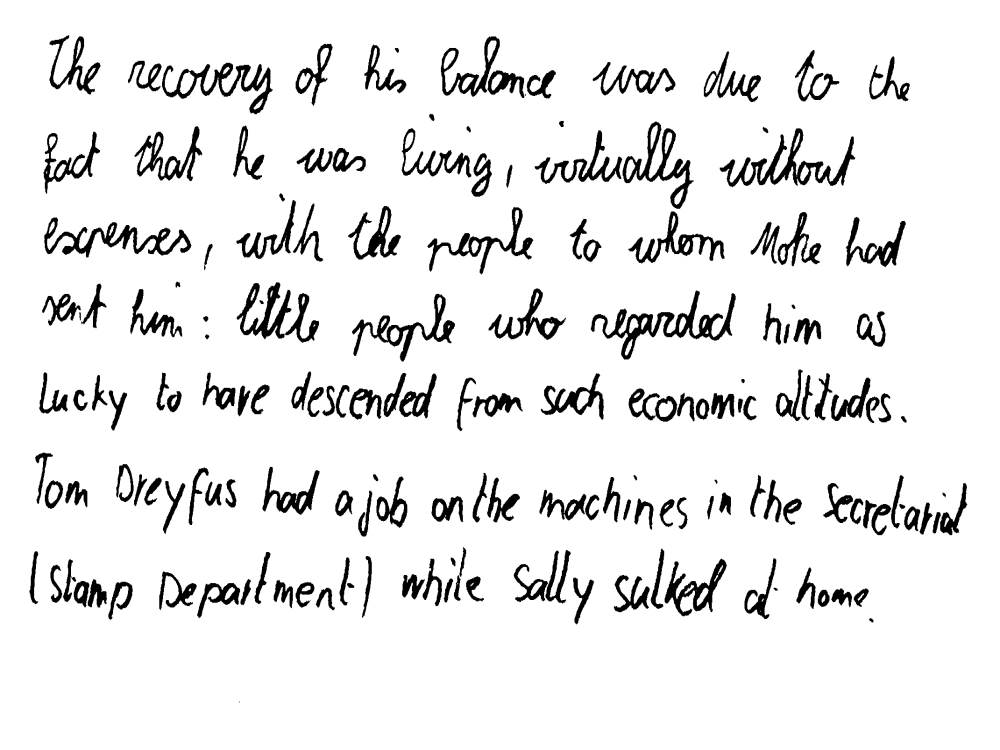 The recovery of his balance was due to the
fact that he was living, virtually without
expenses, with the people to whom Moke had
sent him: little people who regarded him as
lucky to have descended from such economic altitudes.
Tom Dreyfus had a job on the machines in the Secretariat
(Stamp Department) while Sally sulked at home.